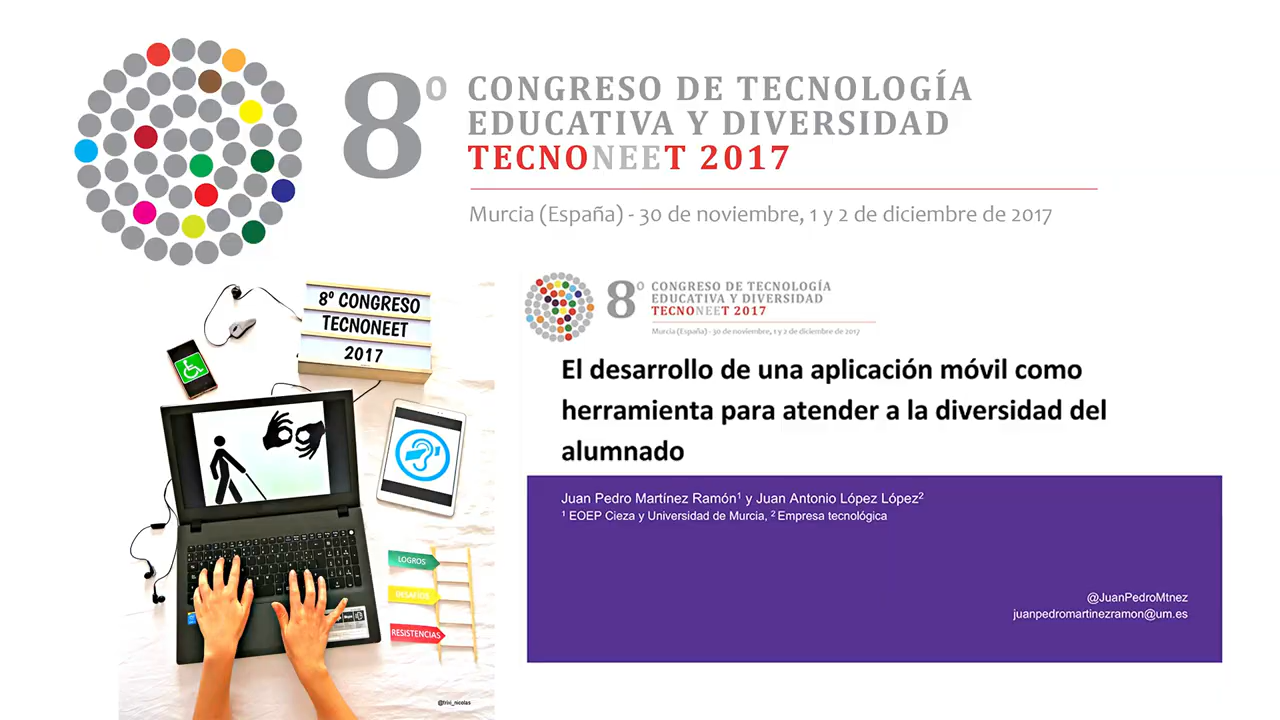 8º CONGRESO DE TECNOLOGÍA
EDUCATIVA Y DIVERSIDAD
TECNONEET 2017
Murcia (España) - 30 de noviembre, 1 y 2 de diciembre de 2017
8º CONGRESO
TECNONEET
2017
LOGROS
DESAFÍOS
RESISTENCIAS
@trini_nicolas
8º CONGRESO DE TECNOLOGÍA
EDUCATIVA Y DIVERSIDAD
TECNONEET 2017
Murcia (España) - 30 de noviembre, 1 y 2 de diciembre de 2017
El desarrollo de una aplicación móvil como
herramienta para atender a la diversidad del
alumnado
Juan Pedro Martínez Ramón¹ y Juan Antonio López López²
¹ EOEP Cieza y Universidad de Murcia, ² Empresa tecnológica
@JuanPedroMtnez
juanpedromartinezramon@um.es